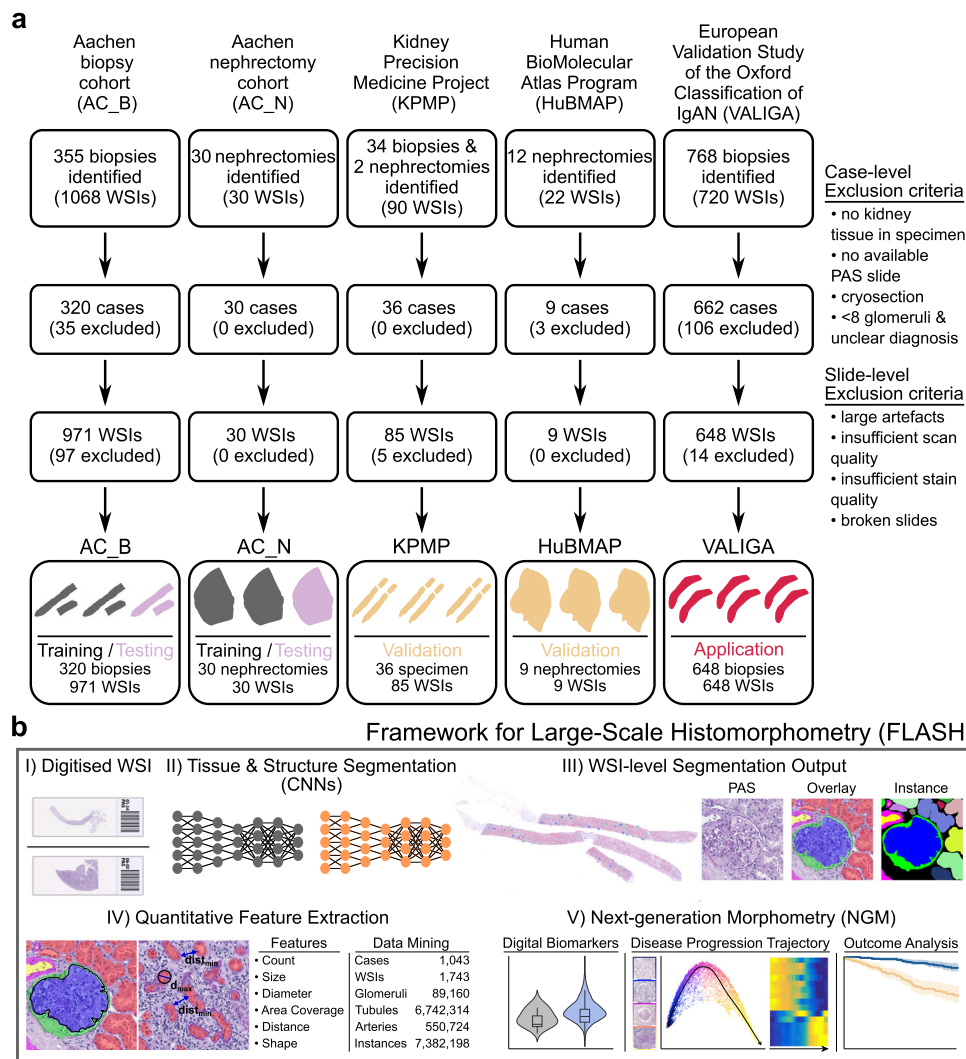 a
Aachen
biopsy
cohort
(AC_B)
Aachen
nephrectomy
cohort
(AC_N)
Kidney
Precision
Medicine Project
(KPMP)
Human
BioMolecular
Atlas Program
(HuBMAP)
European
Validation Study
of the Oxford
Classification of
IgAN (VALIGA)
355 biopsies
identified
(1068 WSIs)
30 nephrectomies
identified
(30 WSIs)
34 biopsies &
2 nephrectomies
identified
(90 WSIs)
12 nephrectomies
identified
(22 WSIs)
768 biopsies
identified
(720 WSIs)
Case-level
Exclusion criteria
• no kidney
tissue in specimen
• no available
PAS slide
• cryosection
• <8 glomeruli &
unclear diagnosis
320 cases
(35 excluded)
30 cases
(0 excluded)
36 cases
(0 excluded)
9 cases
(3 excluded)
662 cases
(106 excluded)
Slide-level
Exclusion criteria
• large artefacts
• insufficient scan
quality
• insufficient stain
quality
• broken slides
971 WSIs
(97 excluded)
30 WSIs
(0 excluded)
85 WSIs
(5 excluded)
9 WSIs
(0 excluded)
648 WSIs
(14 excluded)
AC_B
Training / Testing
320 biopsies
971 WSIs
AC_N
Training / Testing
30 nephrectomies
30 WSIs
KPMP
Validation
36 specimen
85 WSIs
HuBMAP
Validation
9 nephrectomies
9 WSIs
VALIGA
Application
648 biopsies
648 WSIs
b
Framework for Large-Scale Histomorphometry (FLASH
I) Digitised WSI
II) Tissue & Structure Segmentation
(CNNs)
III) WSI-level Segmentation Output
PAS
Overlay
Instance
IV) Quantitative Feature Extraction
dist min
d max
dist min
Features
• Count
• Size
• Diameter
• Area Coverage
• Distance
• Shape
Data Mining
Cases 1,043
WSIs 1,743
Glomeruli 89,160
Tubules 6,742,314
Arteries 550,724
Instances 7,382,198
V) Next-generation Morphometry (NGM)
Digital Biomarkers
Disease Progression Trajectory
Outcome Analysis